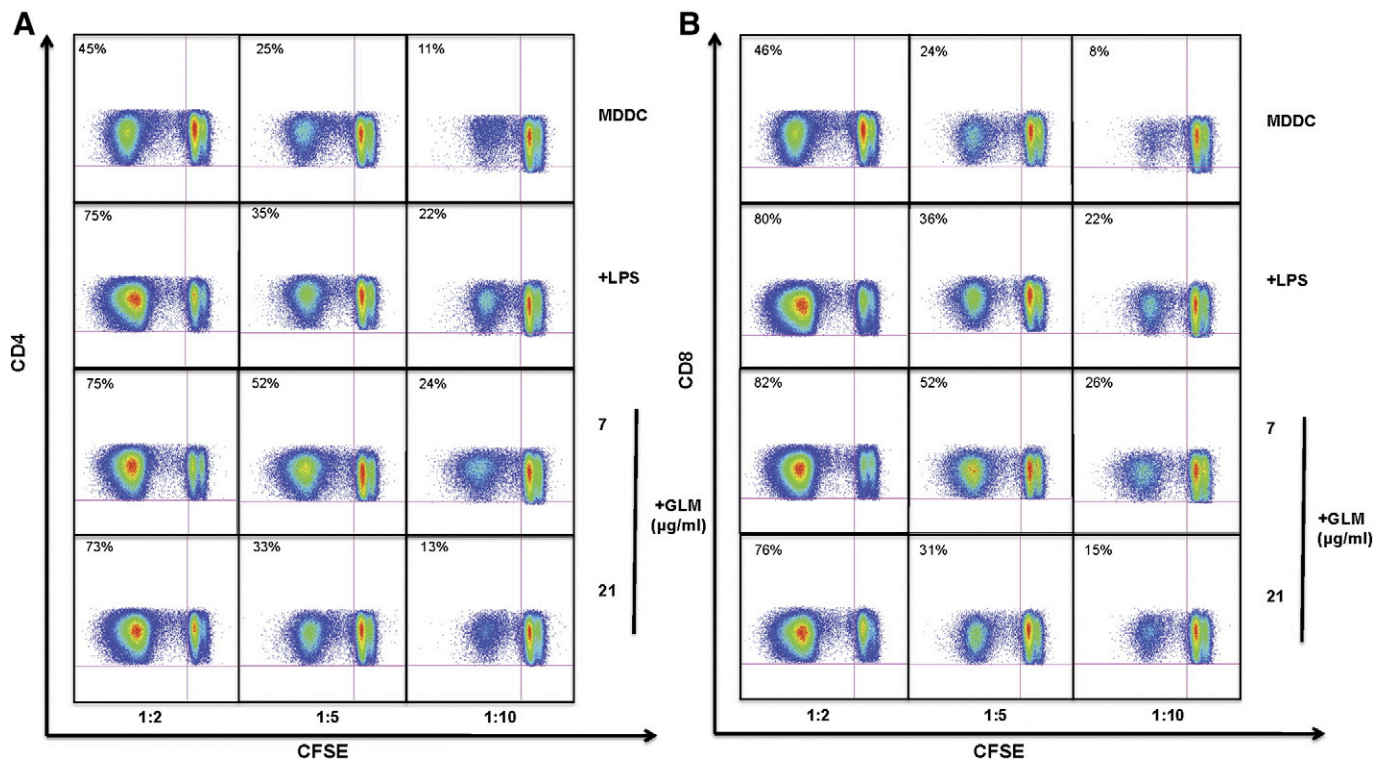 A
CD4
45% 25% 11%
MDDC
75% 35% 22%
+LPS
75% 52% 24%
7
+GLM
(µg/ml)
73% 33% 13%
21
1:2 1:5 1:10
CFSE
B
CD8
46% 24% 8%
MDDC
80% 36% 22%
+LPS
82% 52% 26%
7
+GLM
(µg/ml)
76% 31% 15%
21
1:2 1:5 1:10
CFSE